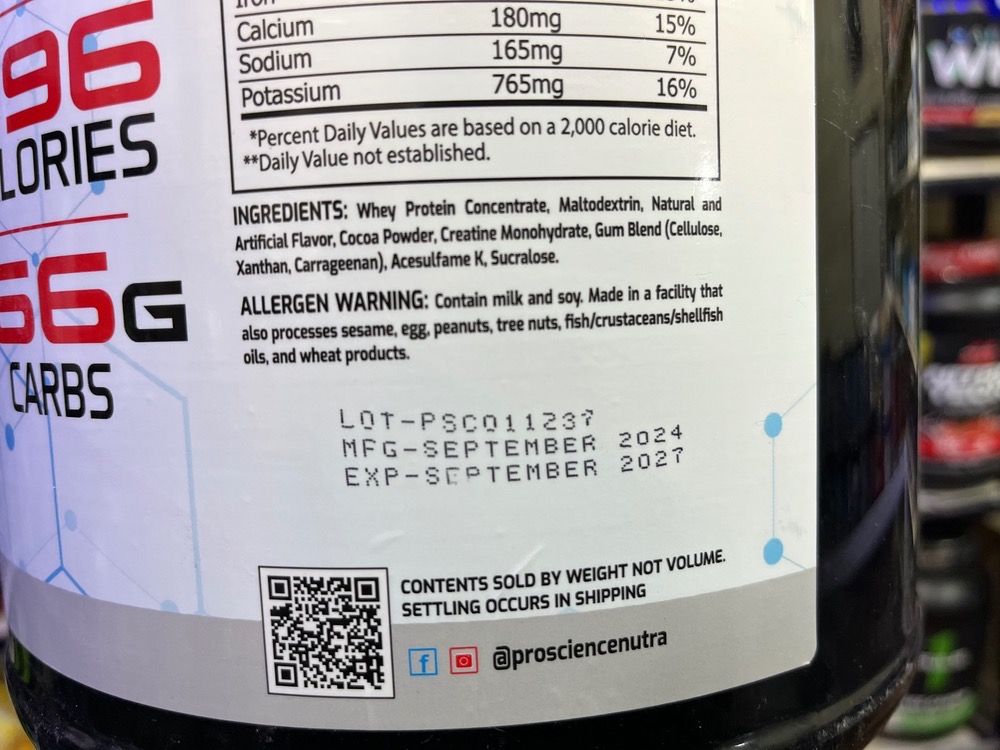 96
LORIES
66G
CARBS
Iron
Calcium 180mg 15%
Sodium 165mg 7%
Potassium 765mg 16%
*Percent Daily Values are based on a 2,000 calorie diet.
**Daily Value not established.
INGREDIENTS: Whey Protein Concentrate, Maltodextrin, Natural and
Artificial Flavor, Cocoa Powder, Creatine Monohydrate, Gum Blend (Cellulose,
Xanthan, Carrageenan), Acesulfame K, Sucralose.
ALLERGEN WARNING: Contain milk and soy. Made in a facility that
also processes sesame, egg, peanuts, tree nuts, fish/crustaceans/shellfish
oils, and wheat products.
LOT-PSC011237
MFG-SEPTEMBER 2024
EXP-SEPTEMBER 2027
CONTENTS SOLD BY WEIGHT NOT VOLUME.
SETTLING OCCURS IN SHIPPING
@prosciencenutra